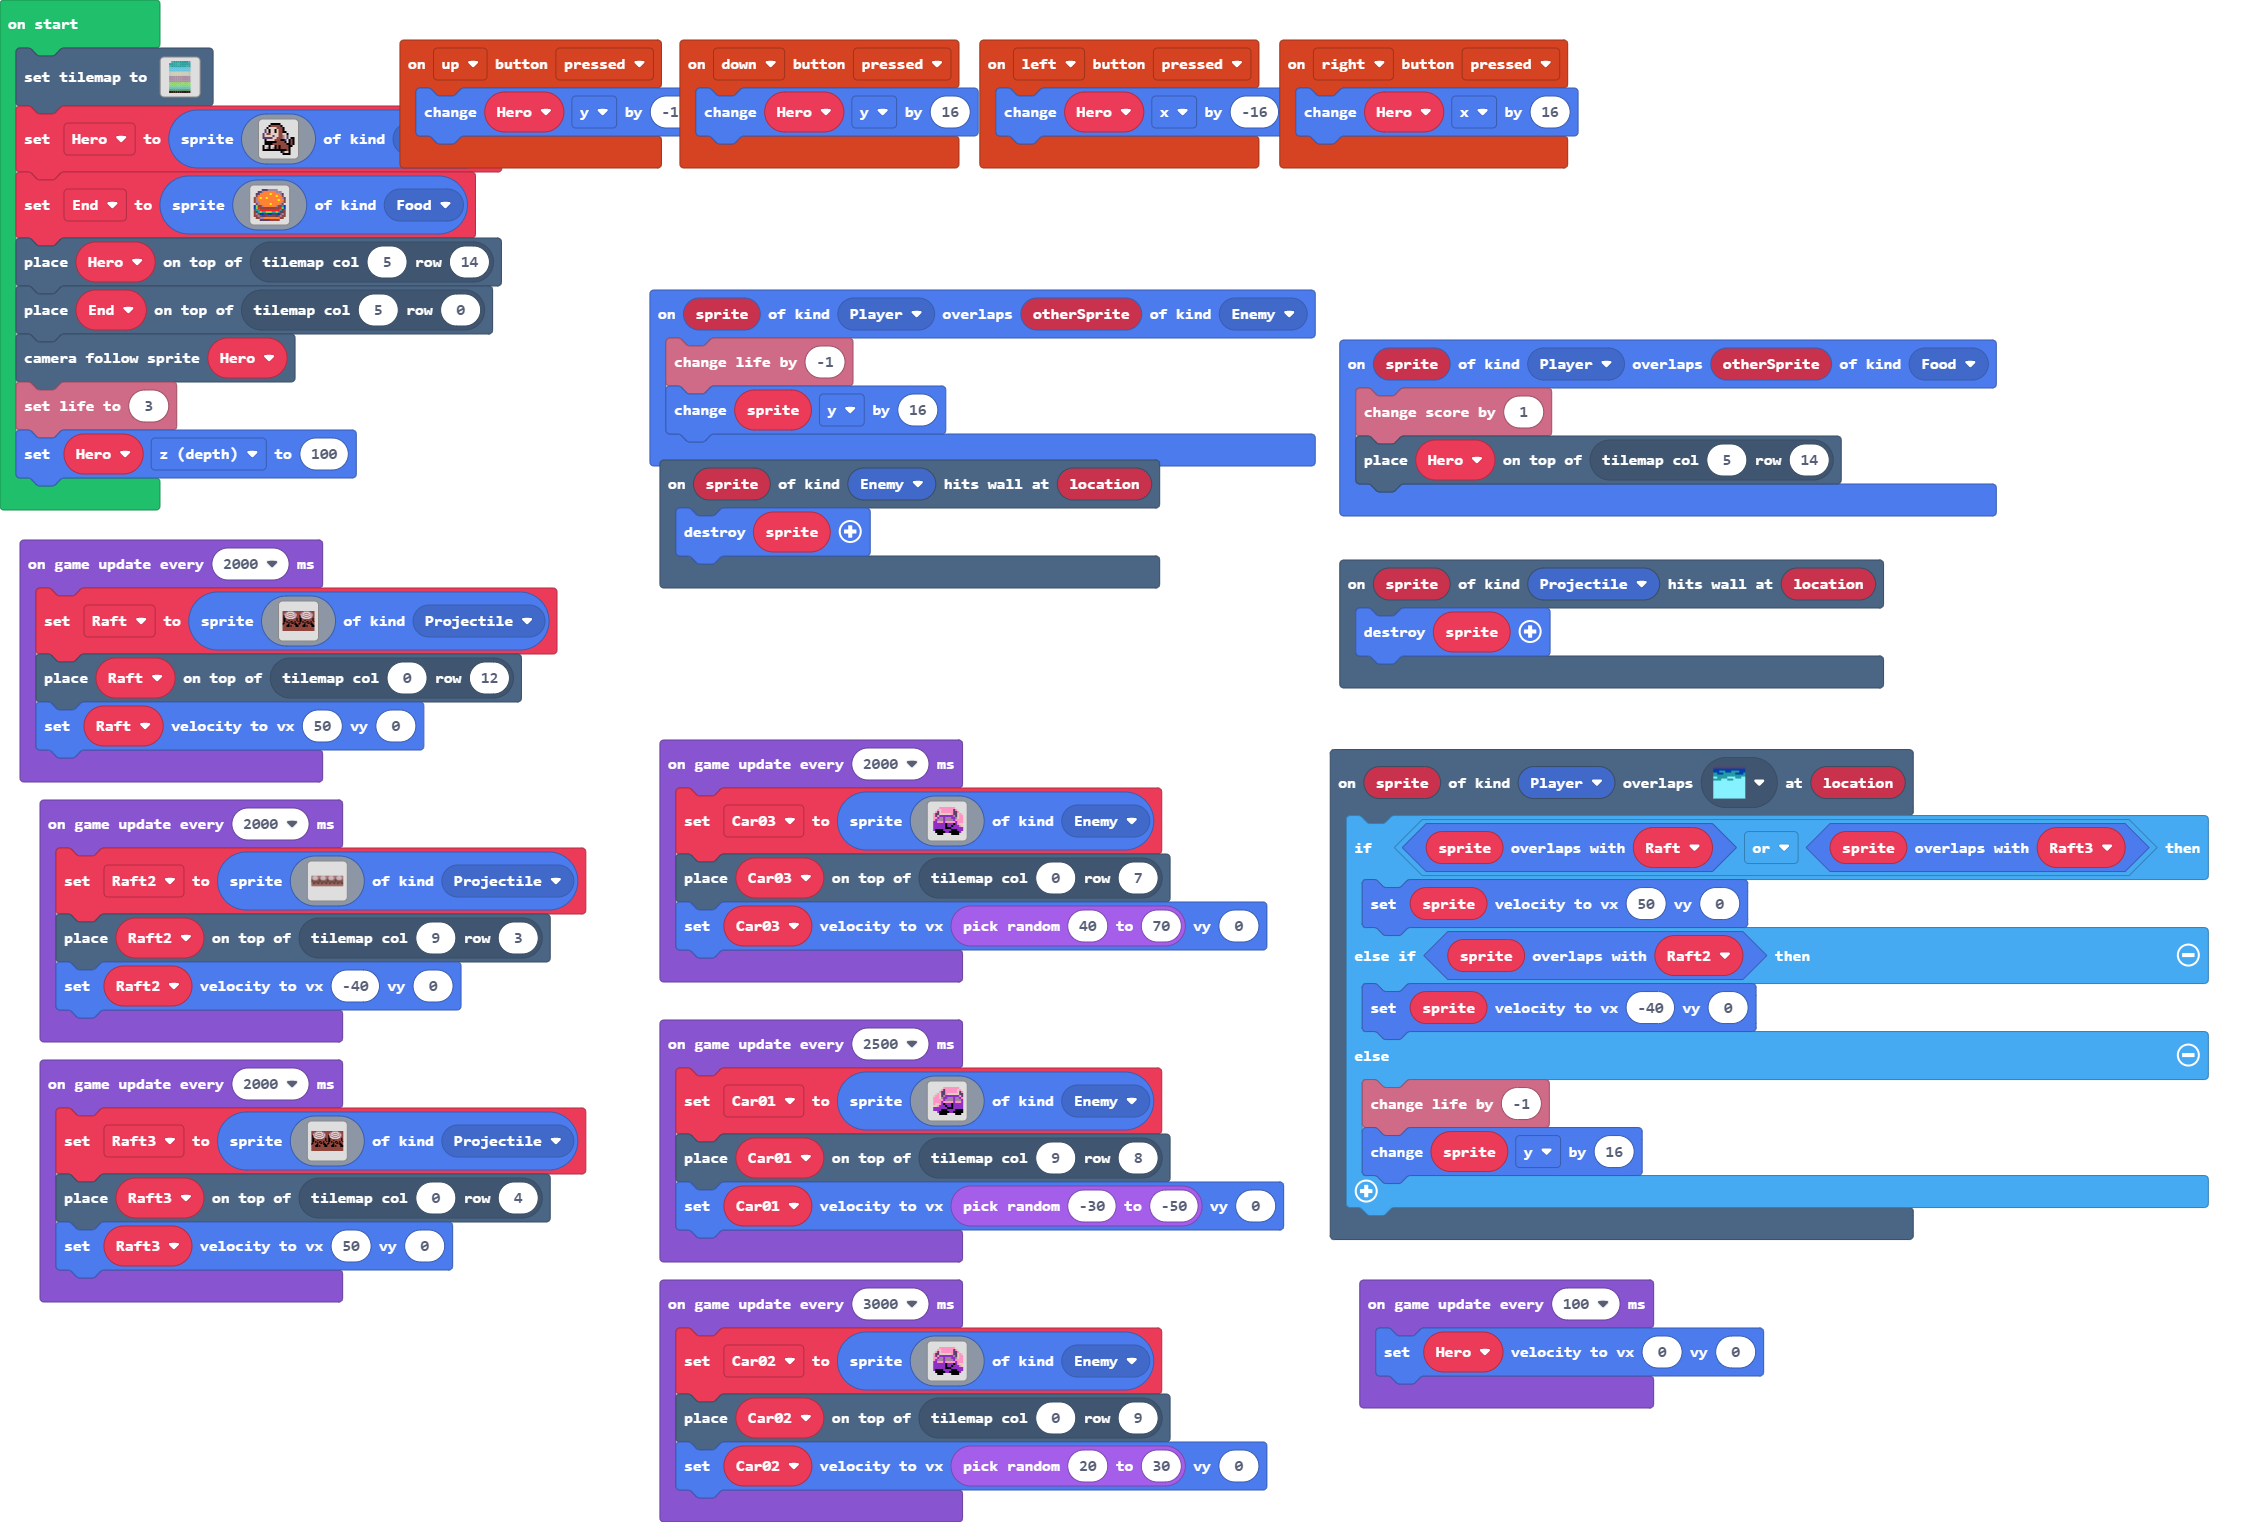 on start
set tilemap to
set Hero to sprite of kind
set End to sprite of kind Food
place Hero on top of tilemap col 5 row 14
place End on top of tilemap col 5 row 0
camera follow sprite Hero
set life to 3
set Hero z (depth) to 100
on up button pressed
change Hero y by -1
on down button pressed
change Hero y by 16
on left button pressed
change Hero x by -16
on right button pressed
change Hero x by 16
on sprite of kind Player overlaps otherSprite of kind Enemy
change life by -1
change sprite y by 16
on sprite of kind Enemy hits wall at location
destroy sprite
on sprite of kind Player overlaps otherSprite of kind Food
change score by 1
place Hero on top of tilemap col 5 row 14
on sprite of kind Projectile hits wall at location
destroy sprite
on game update every 2000 ms
set Raft to sprite of kind Projectile
place Raft on top of tilemap col 0 row 12
set Raft velocity to vx 50 vy 0
on game update every 2000 ms
set Raft2 to sprite of kind Projectile
place Raft2 on top of tilemap col 9 row 3
set Raft2 velocity to vx -40 vy 0
on game update every 2000 ms
set Raft3 to sprite of kind Projectile
place Raft3 on top of tilemap col 0 row 4
set Raft3 velocity to vx 50 vy 0
on game update every 2000 ms
set Car03 to sprite of kind Enemy
place Car03 on top of tilemap col 0 row 7
set Car03 velocity to vx pick random 40 to 70 vy 0
on game update every 2500 ms
set Car01 to sprite of kind Enemy
place Car01 on top of tilemap col 9 row 8
set Car01 velocity to vx pick random -30 to -50 vy 0
on game update every 3000 ms
set Car02 to sprite of kind Enemy
place Car02 on top of tilemap col 0 row 9
set Car02 velocity to vx pick random 20 to 30 vy 0
on sprite of kind Player overlaps at location
if sprite overlaps with Raft or sprite overlaps with Raft3 then
set sprite velocity to vx 50 vy 0
else if sprite overlaps with Raft2 then
set sprite velocity to vx -40 vy 0
else
change life by -1
change sprite y by 16
on game update every 100 ms
set Hero velocity to vx 0 vy 0